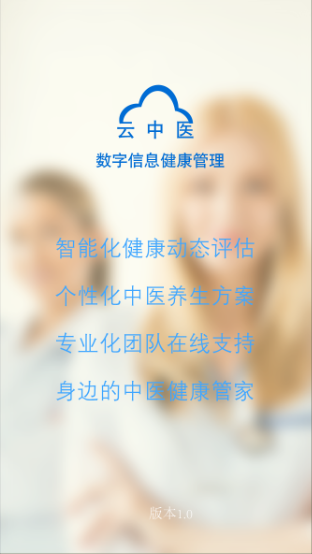 云中医
数字信息健康管理
智能化健康动态评估
个性化中医养生方案
专业化团队在线支持
身边的中医健康管家
版本1.0